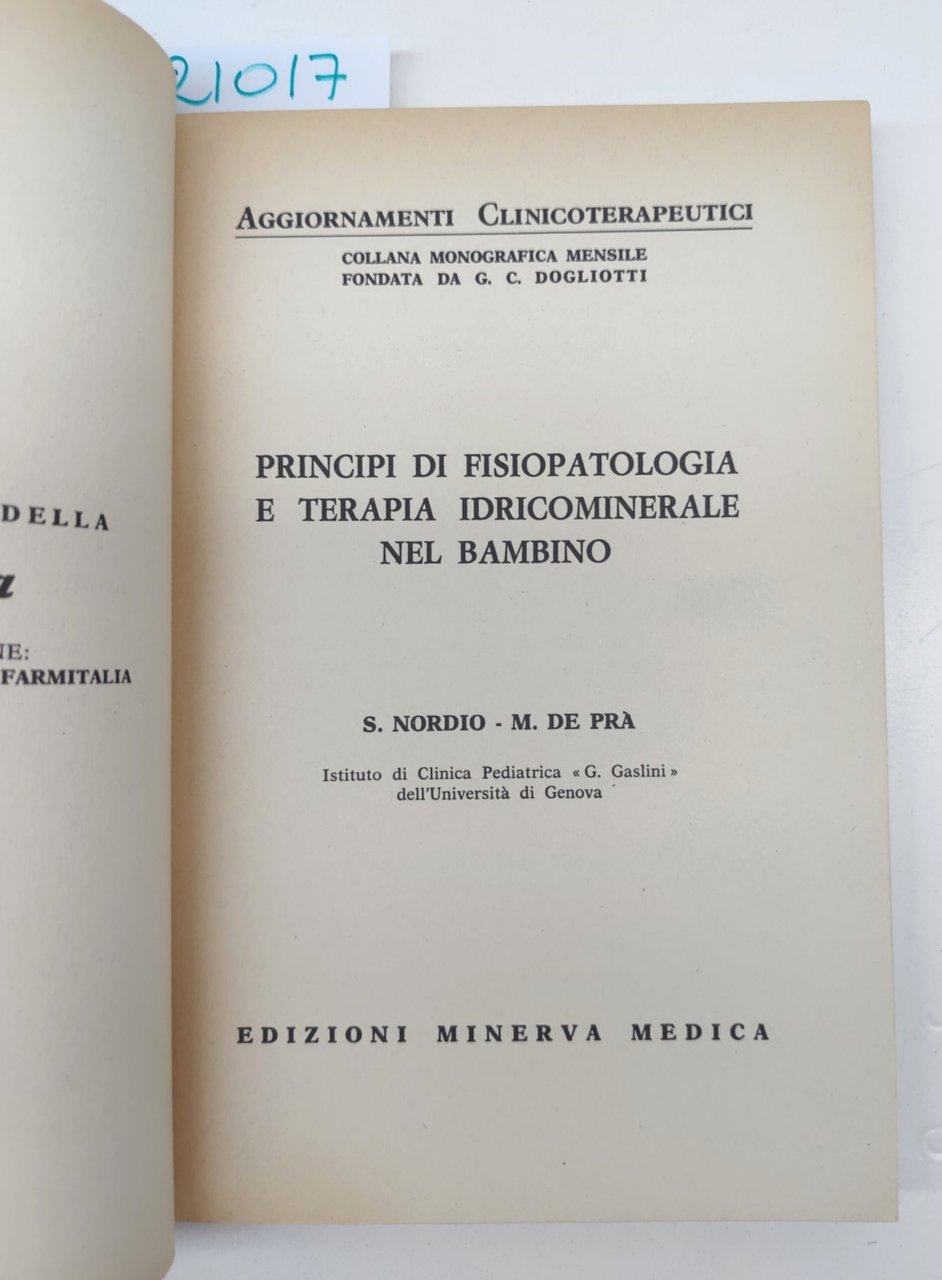 21017
AGGIORNAMENTI CLINICOTERAPEUTICI
COLLANA MONOGRAFICA MENSILE
FONDATA DA G. C. DOGLIOTTI
PRINCIPI DI FISIOPATOLOGIA
E TERAPIA IDRICOMINERALE
NEL BAMBINO
S. NORDIO - M. DE PRÀ
Istituto di Clinica Pediatrica « G. Gaslini »
dell'Università di Genova
EDIZIONI MINERVA MEDICA
DELLA
FARMITALIA